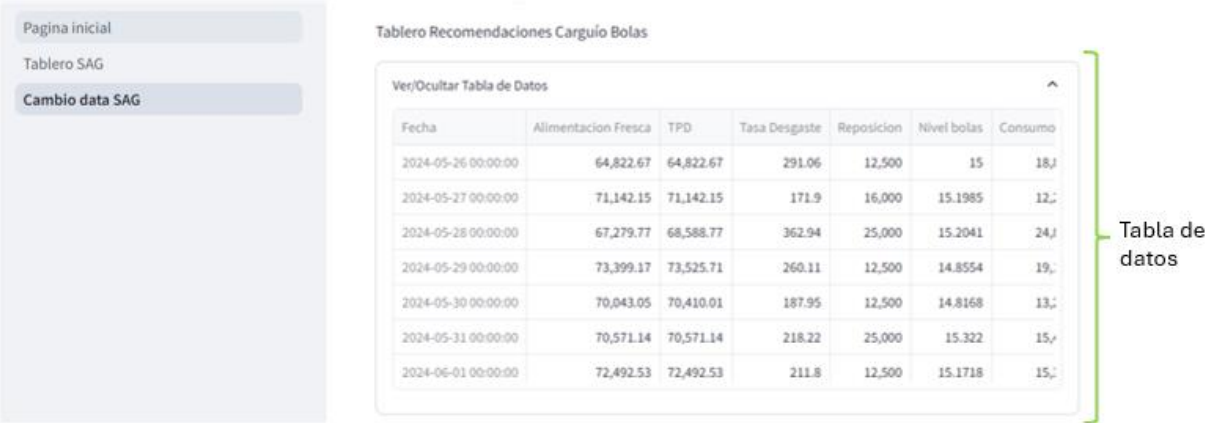 Pagina inicial
Tablero SAG
Cambio data SAG
Tablero Recomendaciones Carguío Bolas
Ver/Ocultar Tabla de Datos
Fecha Alimentacion Fresca TPD Tasa Desgaste Reposicion Nivel bolas Consumo
2024-05-26 00:00:00 64,822.67 64,822.67 291.06 12,500 15
2024-05-27 00:00:00 71,142.15 71,142.15 171.9 16,000 15.1985
2024-05-28 00:00:00 67,279.77 68,588.77 362.94 25,000 15.2041
2024-05-29 00:00:00 73,399.17 73,525.71 260.11 12,500 14.8554
2024-05-30 00:00:00 70,043.05 70,410.01 187.95 12,500 14.8168
2024-05-31 00:00:00 70,571.14 70,571.14 218.22 25,000 15.322
2024-06-01 00:00:00 72,492.53 72,492.53 211.8 12,500 15.1718
Tabla de
datos